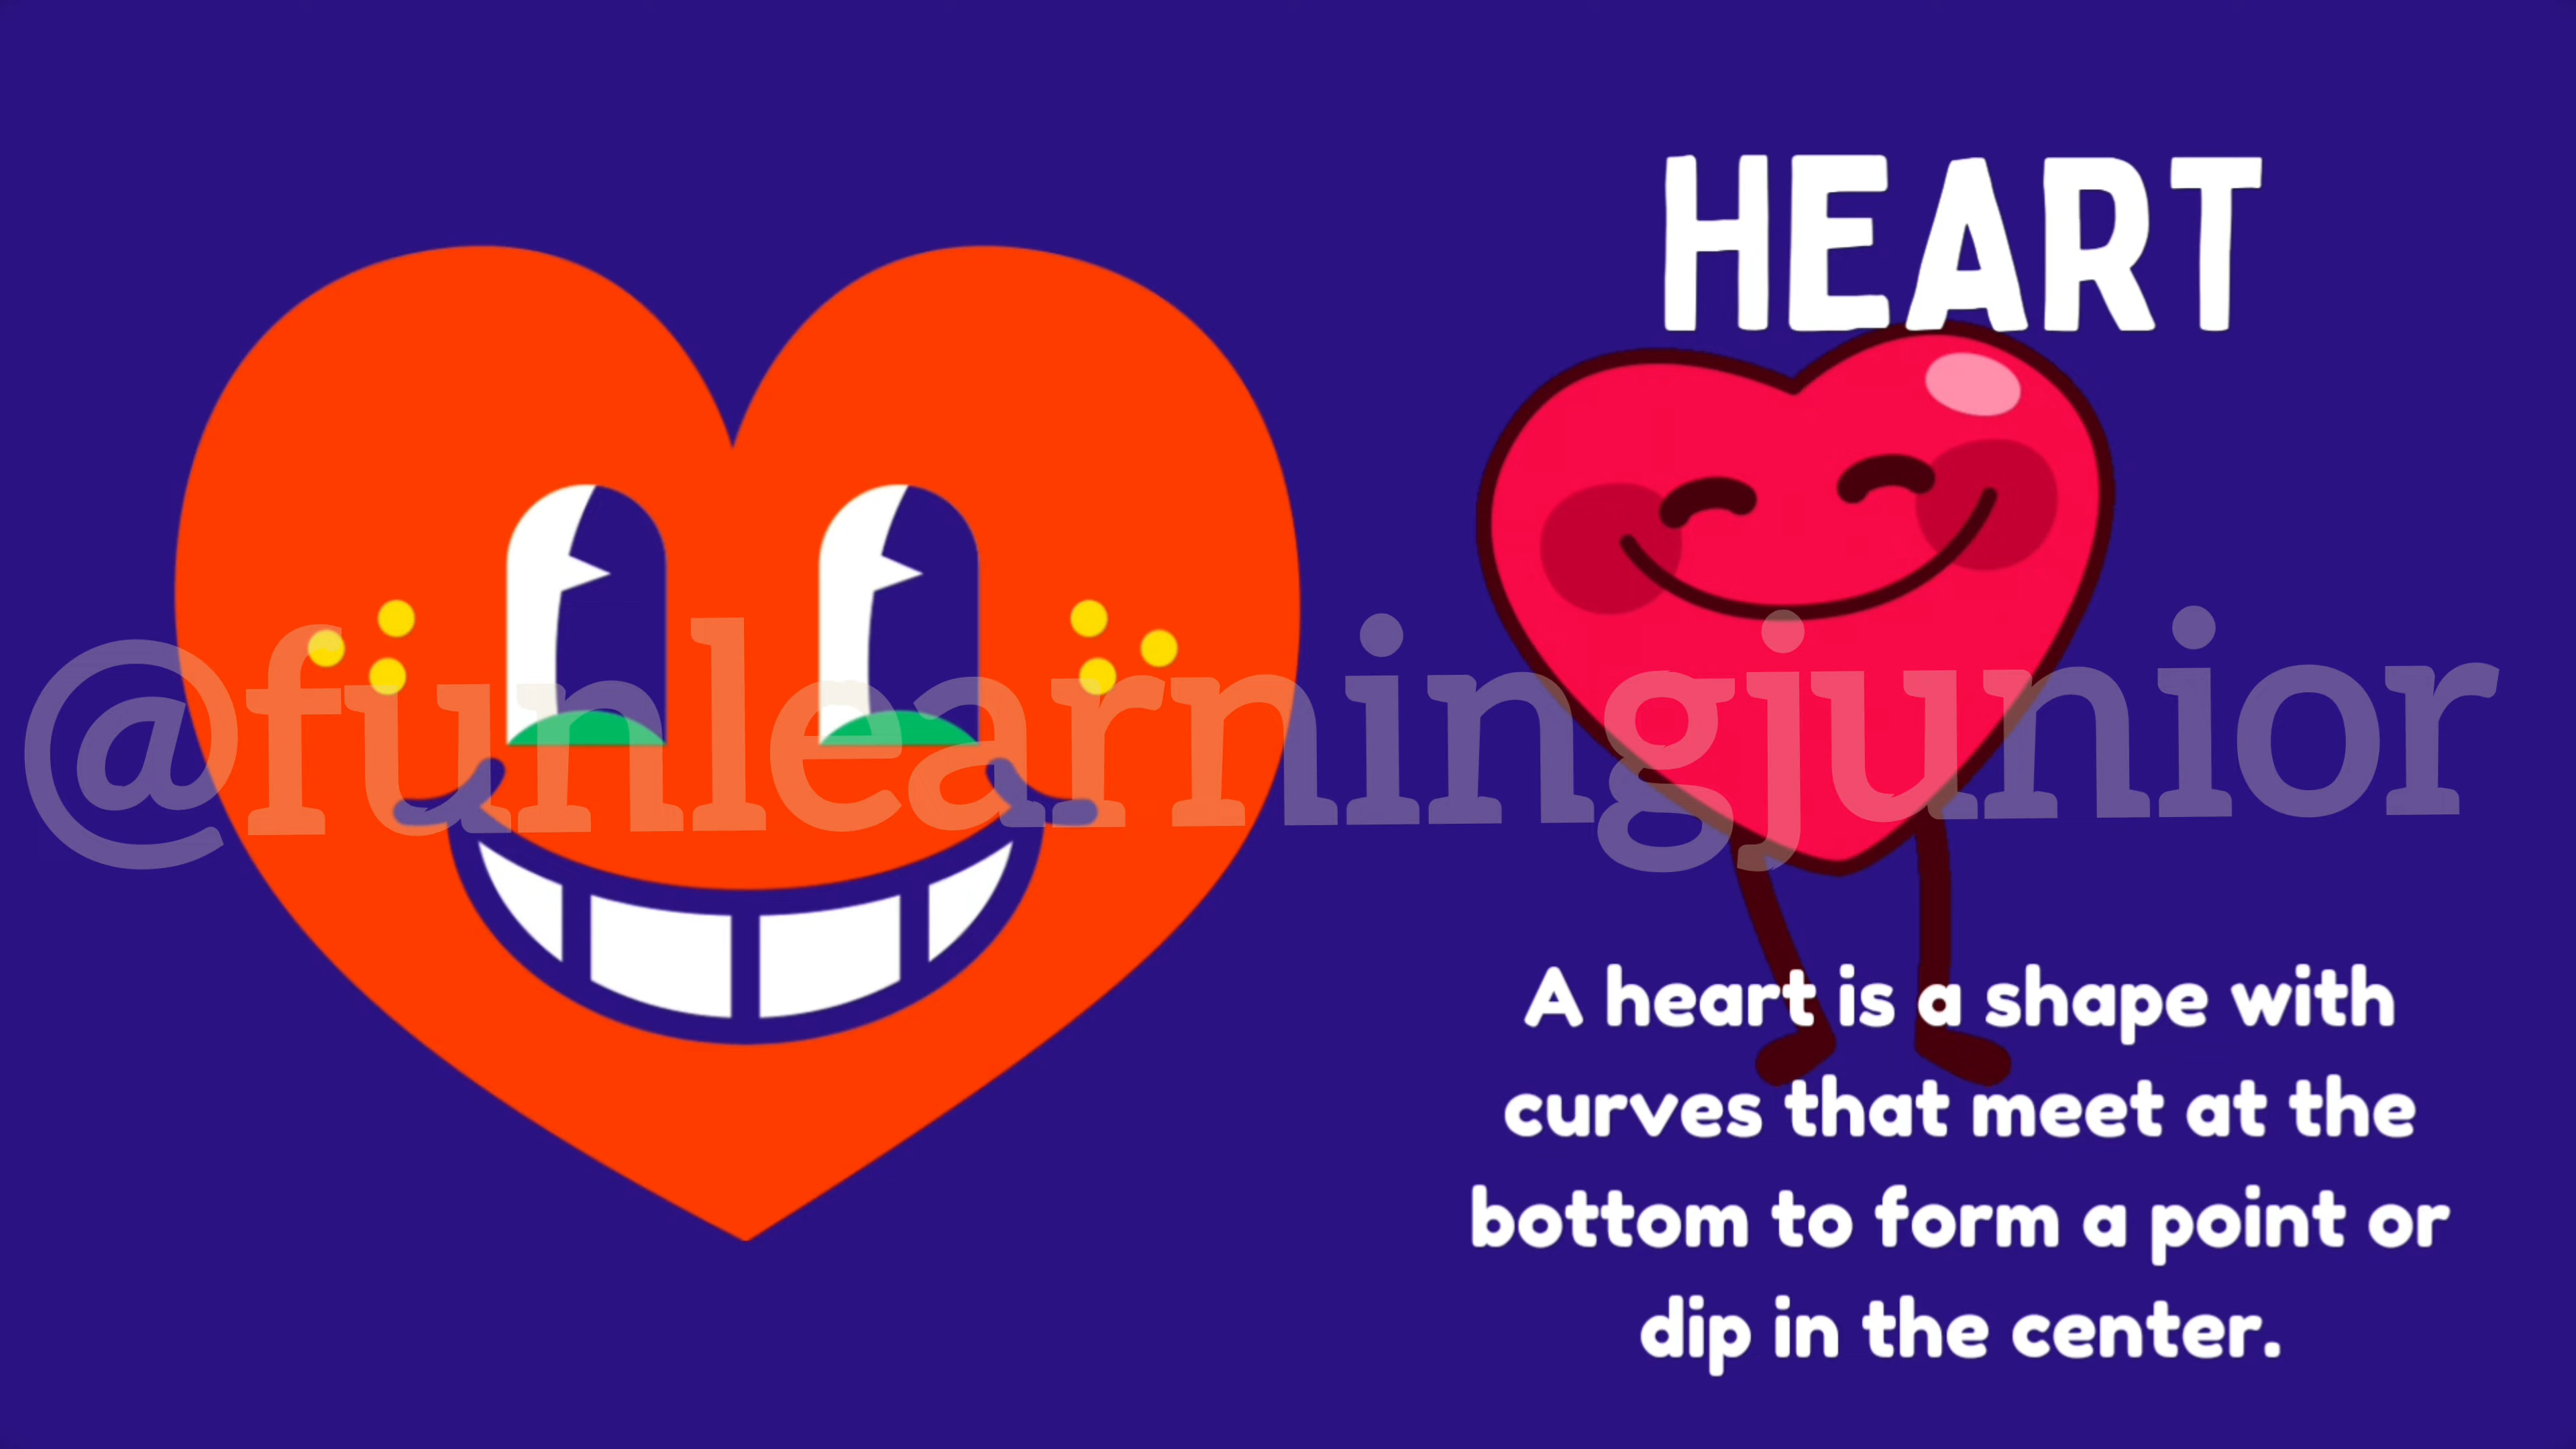 HEART
@funlearningjunior
A heart is a shape with
curves that meet at the
bottom to form a point or
dip in the center.